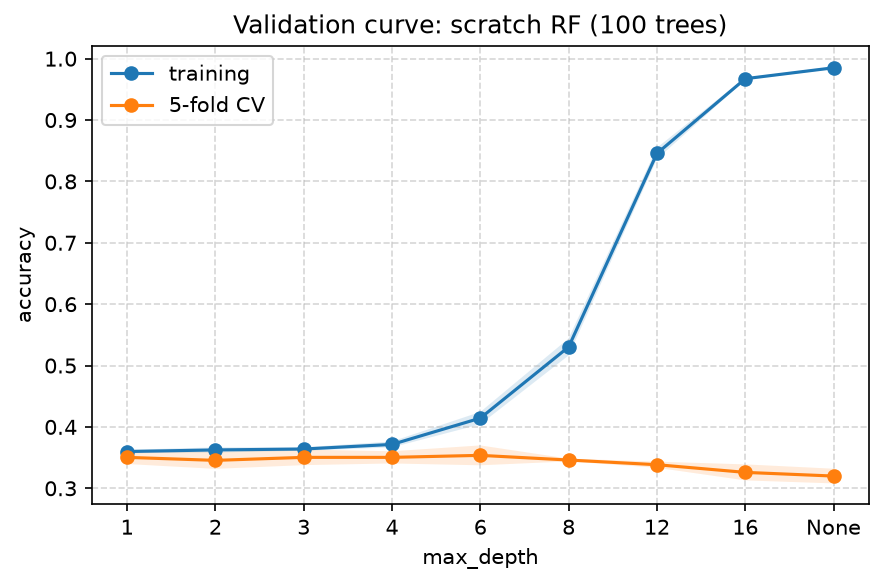 Validation curve: scratch RF (100 trees)
training
5-fold CV
accuracy
1.0
0.9
0.8
0.7
0.6
0.5
0.4
0.3
1 2 3 4 6 8 12 16 None
max_depth